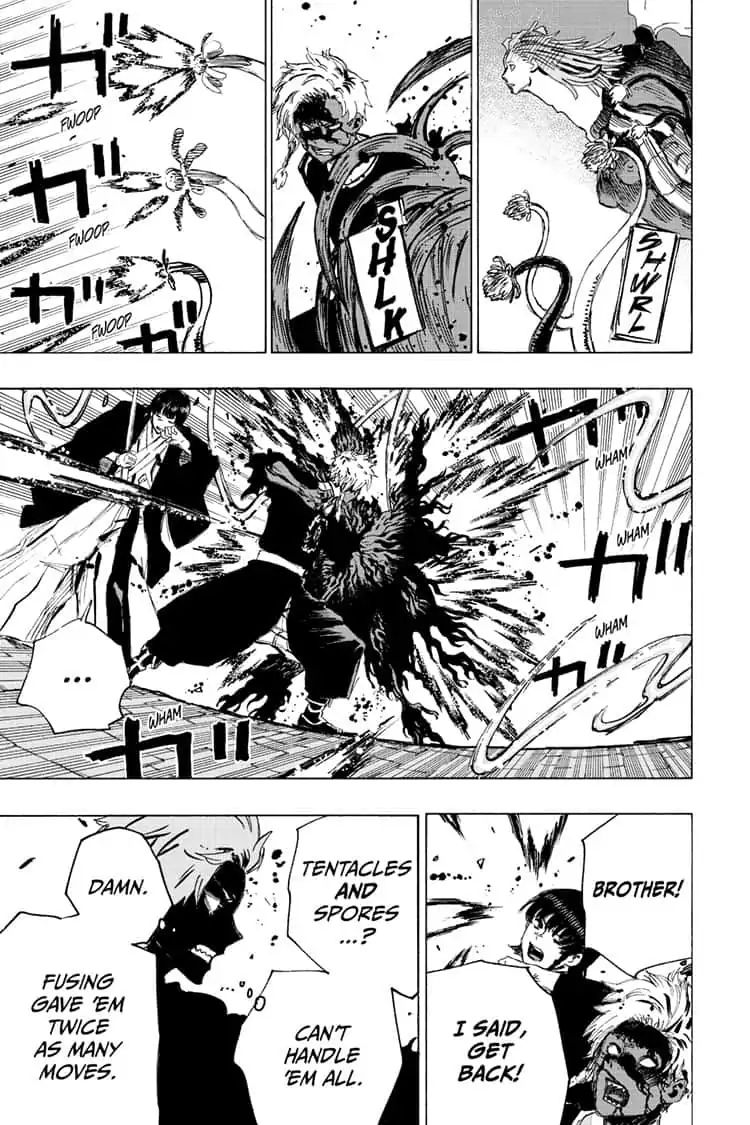 SHWRL
SHLK
ガ
FWOOP
ガ
FWOOP
ガ
FWOOP
ガ
WHAM
ガ
WHAM
ガ
WHAM
ガ
WHAM
...
BROTHER!
I SAID,
GET
BACK!
TENTACLES
AND
SPORES
...?
CAN'T
HANDLE
'EM ALL.
DAMN.
FUSING
GAVE 'EM
TWICE
AS MANY
MOVES.